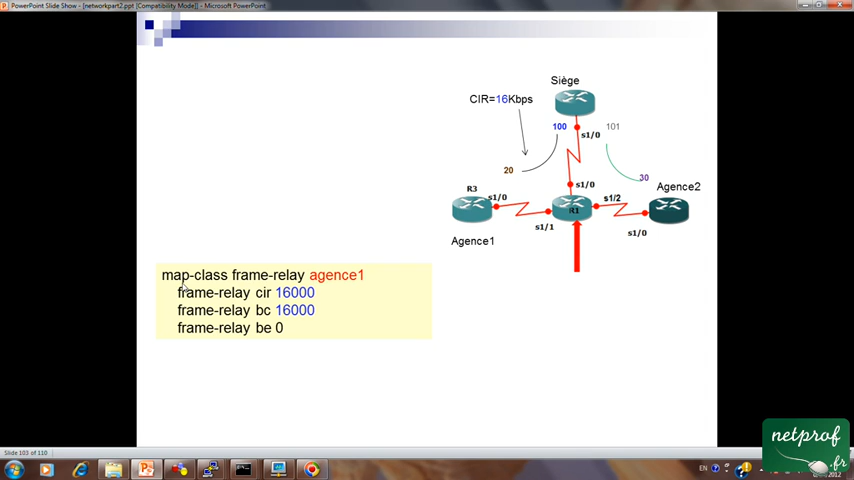 PowerPoint Slide Show - [networkpart2.ppt [Compatibility Mode]] - Microsoft PowerPoint
Siège
CIR=16Kbps
100
101
s1/0
20
30
R3
s1/0
s1/0
s1/2
Agence2
R1
Agence1
s1/1
s1/0
map-class frame-relay agence1
frame-relay cir 16000
frame-relay bc 16000
frame-relay be 0
netprof
.fr
Slide 103 of 110
EN